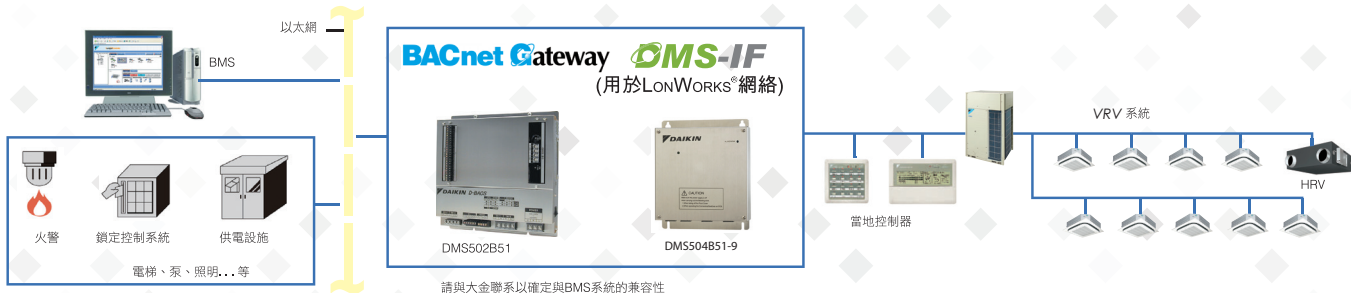 以太網
BMS
火警
鎖定控制系統
供電設施
電梯、泵、照明...等
BACnet Gateway
DMS-IF
(用於LONWORKS®網絡)
DAIKIN D-BACS
DMS502B51
DAIKIN
CAUTION
DMS504B51-9
請與大金聯系以確定與BMS系統的兼容性
當地控制器
VRV 系統
HRV